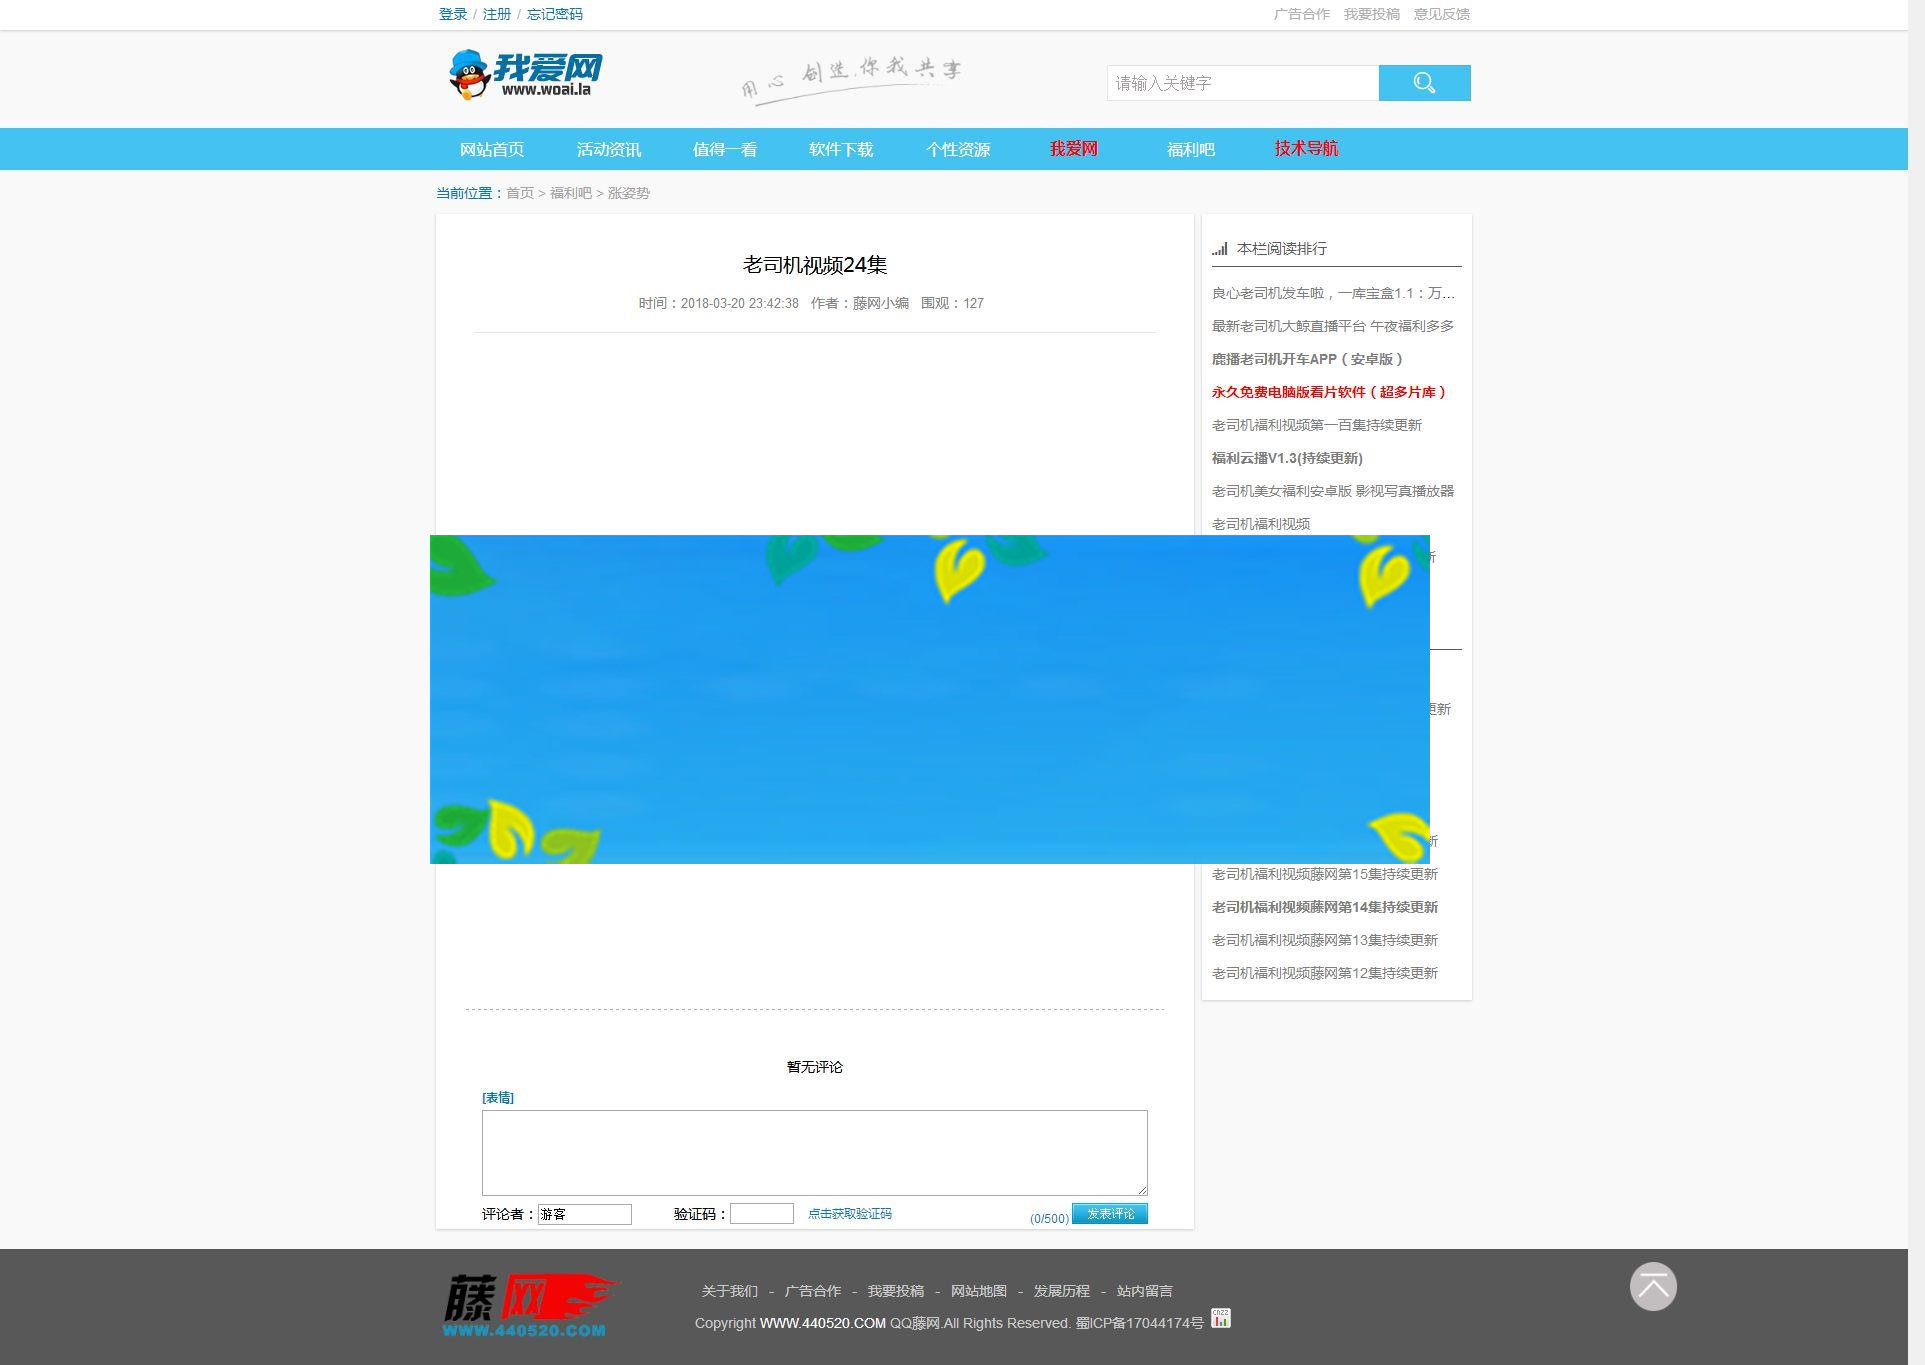 登录 / 注册 / 忘记密码
广告合作 我要投稿 意见反馈
我爱网
www.woai.la
用心 创造,你我共享
请输入关键字
网站首页 活动资讯 值得一看 软件下载 个性资源 我爱网 福利吧 技术导航
当前位置：首页 > 福利吧 > 涨姿势
老司机视频24集
时间：2018-03-20 23:42:38 作者：藤网小编 围观：127
本栏阅读排行
良心老司机发车啦，一库宝盒1.1：万...
最新老司机大鲸直播平台 午夜福利多多
鹿播老司机开车APP（安卓版）
永久免费电脑版看片软件（超多片库）
老司机福利视频第一百集持续更新
福利云播V1.3(持续更新)
老司机美女福利安卓版 影视写真播放器
老司机福利视频
新
更新
新
老司机福利视频藤网第15集持续更新
老司机福利视频藤网第14集持续更新
老司机福利视频藤网第13集持续更新
老司机福利视频藤网第12集持续更新
暂无评论
[表情]
评论者：游客 验证码： 点击获取验证码 (0/500) 发表评论
藤网
WWW.440520.COM
关于我们 - 广告合作 - 我要投稿 - 网站地图 - 发展历程 - 站内留言
Copyright WWW.440520.COM QQ藤网.All Rights Reserved. 蜀ICP备17044174号
CNZZ